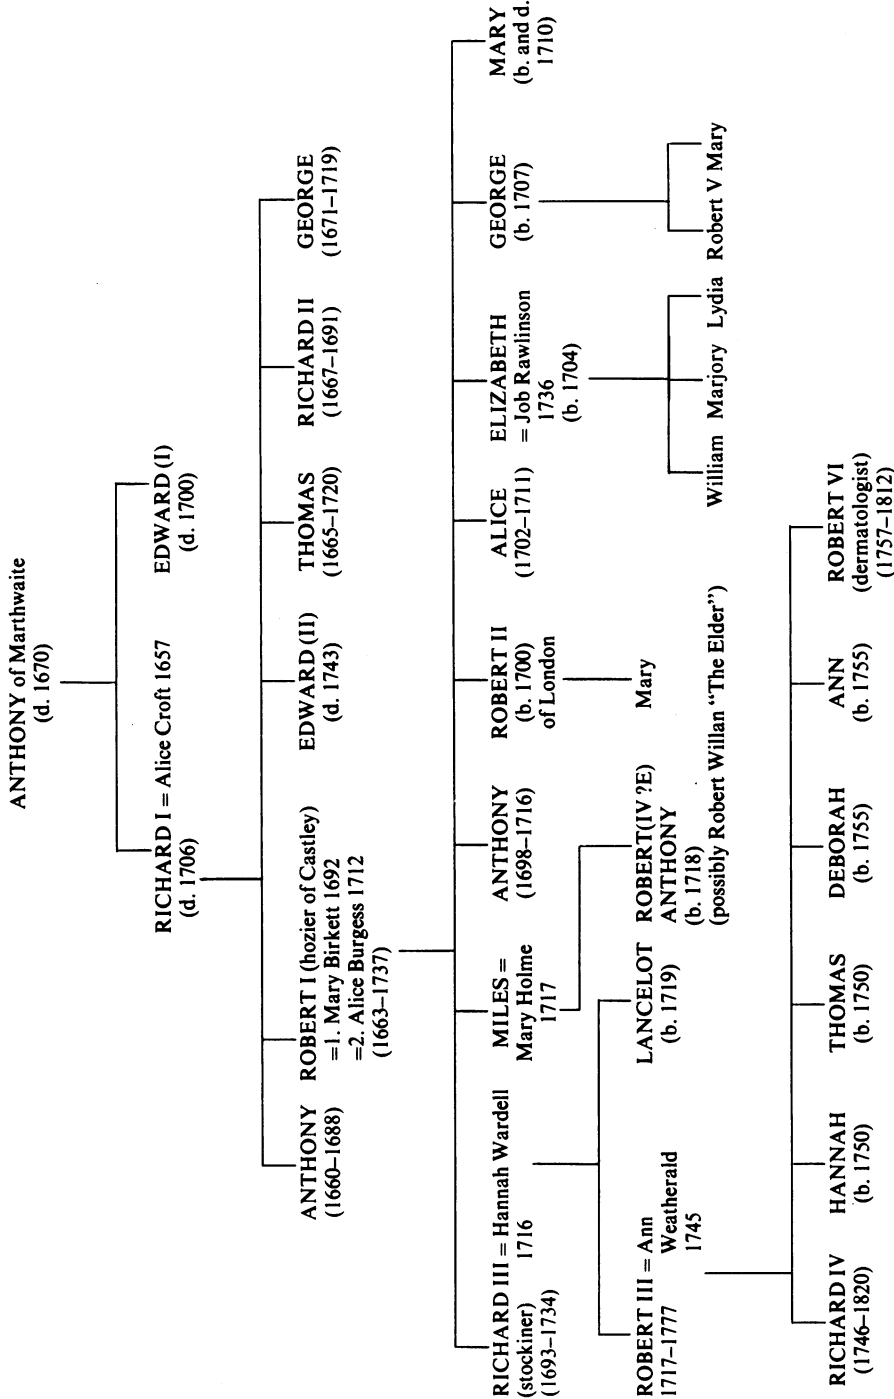 ANTHONY of Marthwaite
(d. 1670)
RICHARD I = Alice Croft 1657
(d. 1706)
EDWARD (I)
(d. 1700)
ANTHONY
(1660–1688)
ROBERT I (hozier of Castley)
=1. Mary Birkett 1692
=2. Alice Burgess 1712
(1663–1737)
EDWARD (II)
(d. 1743)
THOMAS
(1665–1720)
RICHARD II
(1667–1691)
GEORGE
(1671–1719)
RICHARD III = Hannah Wardell
(stockiner) 1716
(1693–1734)
MILES =
Mary Holme
1717
ANTHONY
(1698–1716)
ROBERT II
(b. 1700)
of London
ALICE
(1702–1711)
ELIZABETH
= Job Rawlinson
1736
(b. 1704)
GEORGE
(b. 1707)
MARY
(b. and d.
1710)
ROBERT III = Ann
1717–1777 Weatherald
1745
LANCELOT
(b. 1719)
ROBERT(IV ?E)
ANTHONY
(b. 1718)
(possibly Robert Willan “The Elder”)
Mary
William Marjory Lydia
Robert V Mary
RICHARD IV
(1746–1820)
HANNAH
(b. 1750)
THOMAS
(b. 1750)
DEBORAH
(b. 1755)
ANN
(b. 1755)
ROBERT VI
(dermatologist)
(1757–1812)